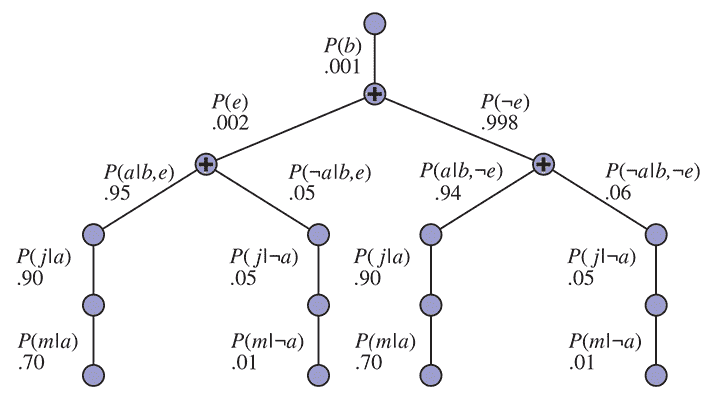 P(b)
.001
P(e)
.002
P(¬e)
.998
P(a|b,e)
.95
P(¬a|b,e)
.05
P(a|b,¬e)
.94
P(¬a|b,¬e)
.06
P(j|a)
.90
P(j|¬a)
.05
P(j|a)
.90
P(j|¬a)
.05
P(m|a)
.70
P(m|¬a)
.01
P(m|a)
.70
P(m|¬a)
.01